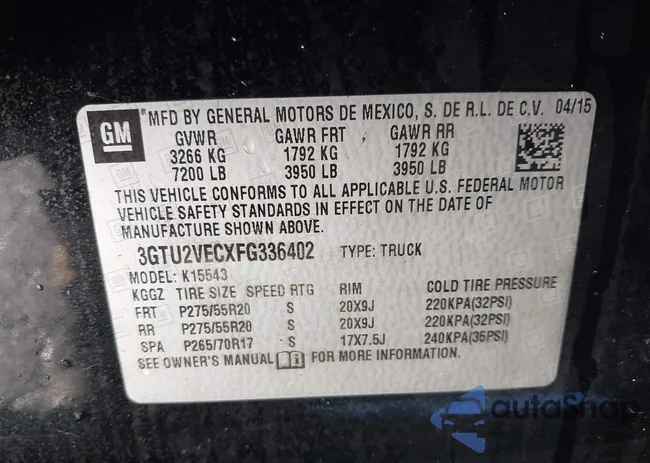 GM
* MFD BY GENERAL MOTORS DE MEXICO, S. DE R.L. DE C.V. 04/15
GVWR GAWR FRT GAWR RR
3266 KG 1792 KG 1792 KG
7200 LB 3950 LB 3950 LB
THIS VEHICLE CONFORMS TO ALL APPLICABLE U.S. FEDERAL MOTOR
VEHICLE SAFETY STANDARDS IN EFFECT ON THE DATE OF
MANUFACTURE SHOWN ABOVE.
3GTU2VECXFG336402 TYPE: TRUCK
MODEL: K15543
KGGZ TIRE SIZE SPEED RTG RIM COLD TIRE PRESSURE
FRT P275/55R20 S 20X9J 220KPA(32PSI)
RR P275/55R20 S 20X9J 220KPA(32PSI)
SPA P265/70R17 S 17X7.5J 240KPA(35PSI)
SEE OWNER'S MANUAL FOR MORE INFORMATION.
autoSnap